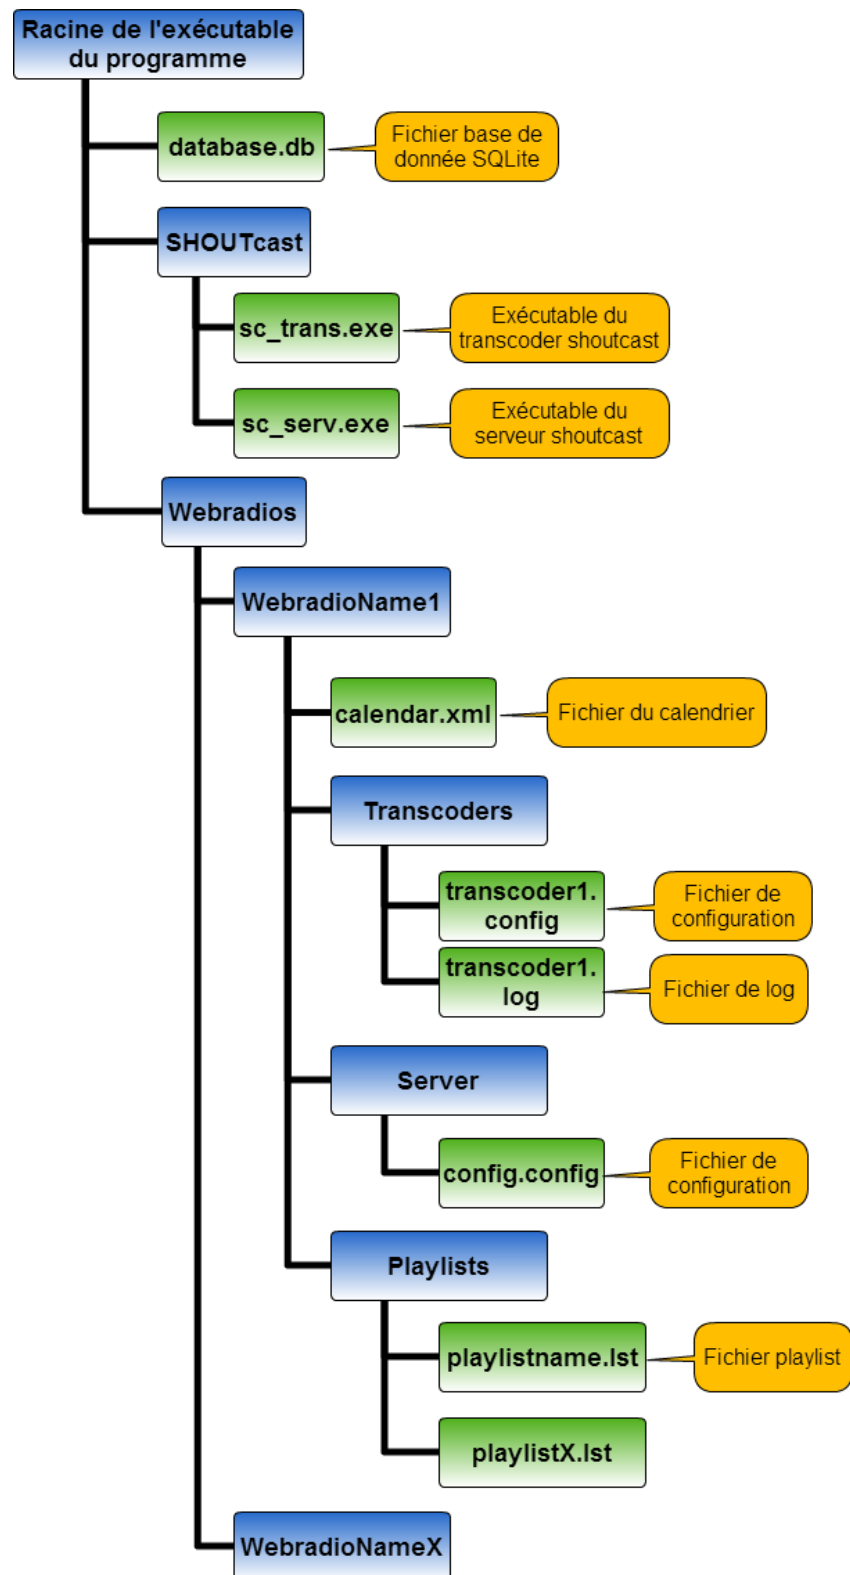 Racine de l'exécutable
du programme
database.db
Fichier base de
donnée SQLite
SHOUTcast
sc_trans.exe
Exécutable du
transcoder shoutcast
sc_serv.exe
Exécutable du
serveur shoutcast
Webradios
WebradioName1
calendar.xml
Fichier du calendrier
Transcoders
transcoder1.
config
Fichier de
configuration
transcoder1.
log
Fichier de log
Server
config.config
Fichier de
configuration
Playlists
playlistname.lst
Fichier playlist
playlistX.lst
WebradioNameX